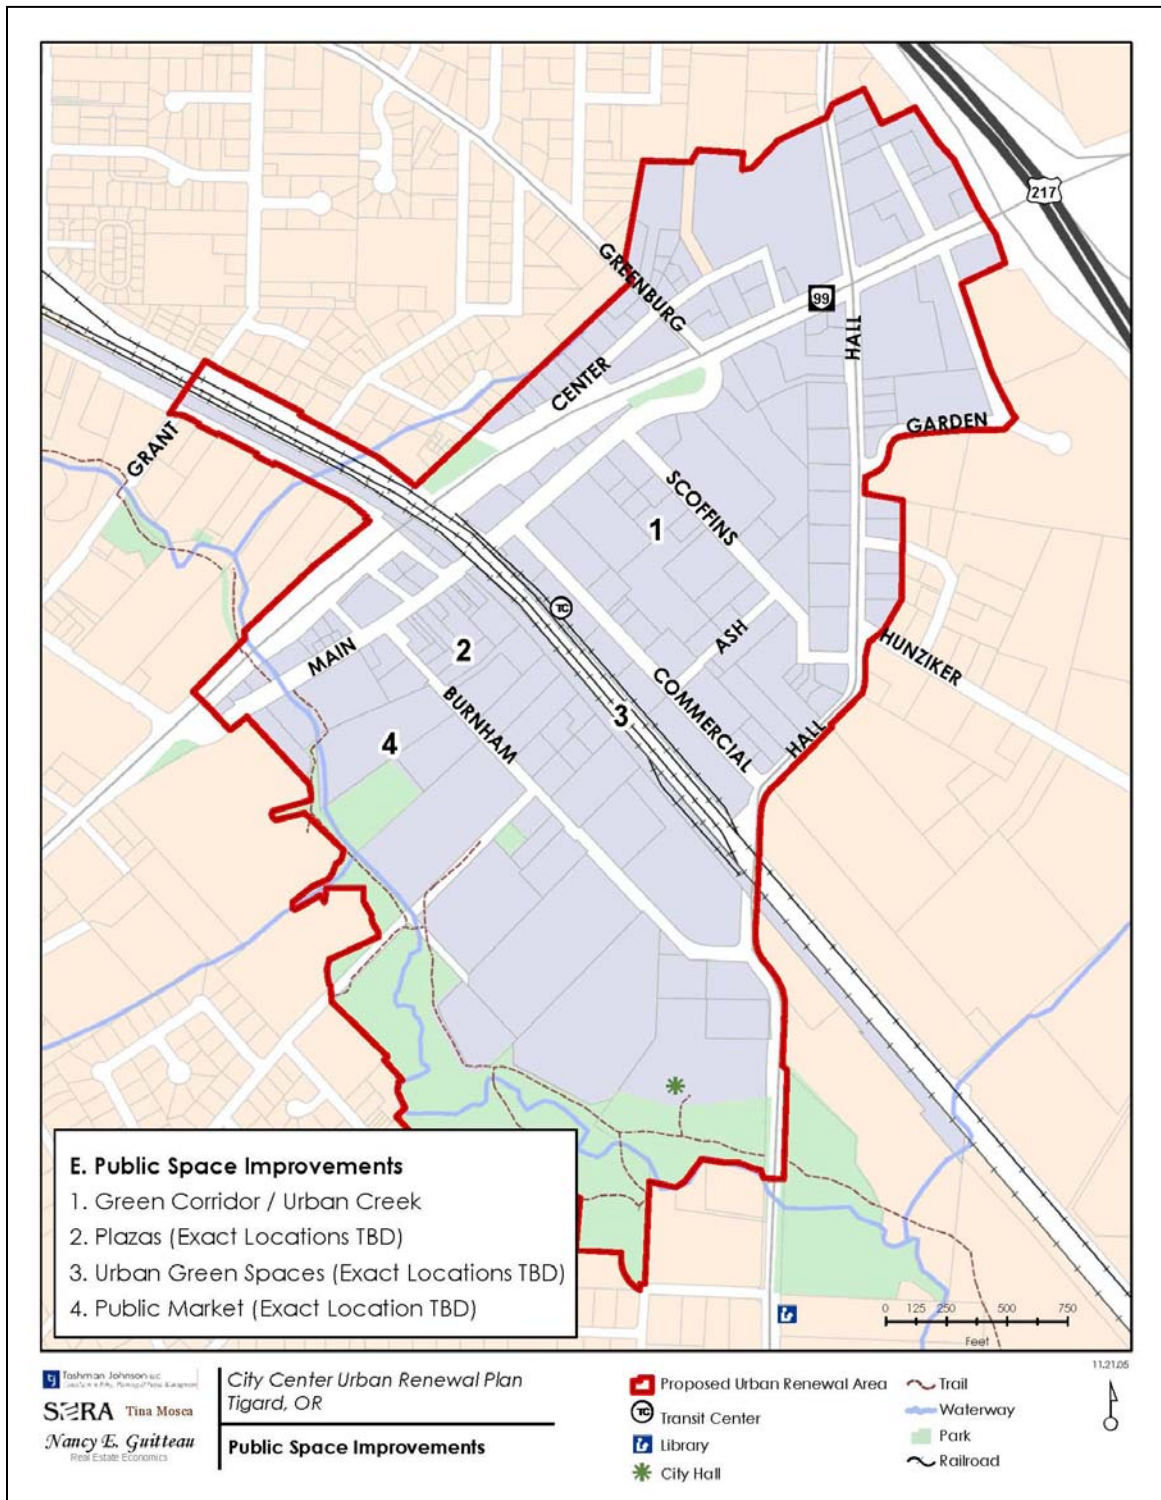 217
GREENBURG
99
CENTER
HALL
GARDEN
GRANT
SCOFFINS
1
TC
ASH
HUNZIKER
MAIN
2
COMMERCIAL
BURNHAM
3
HALL
4
E. Public Space Improvements
1. Green Corridor / Urban Creek
2. Plazas (Exact Locations TBD)
3. Urban Green Spaces (Exact Locations TBD)
4. Public Market (Exact Location TBD)
0 125 250 500 750
Feet
11.21.05
Tashman Johnson LLC
SERA Tina Mosca
Nancy E. Guitteau
Real Estate Economics
City Center Urban Renewal Plan
Tigard, OR
Public Space Improvements
Proposed Urban Renewal Area
TC Transit Center
Library
City Hall
Trail
Waterway
Park
Railroad